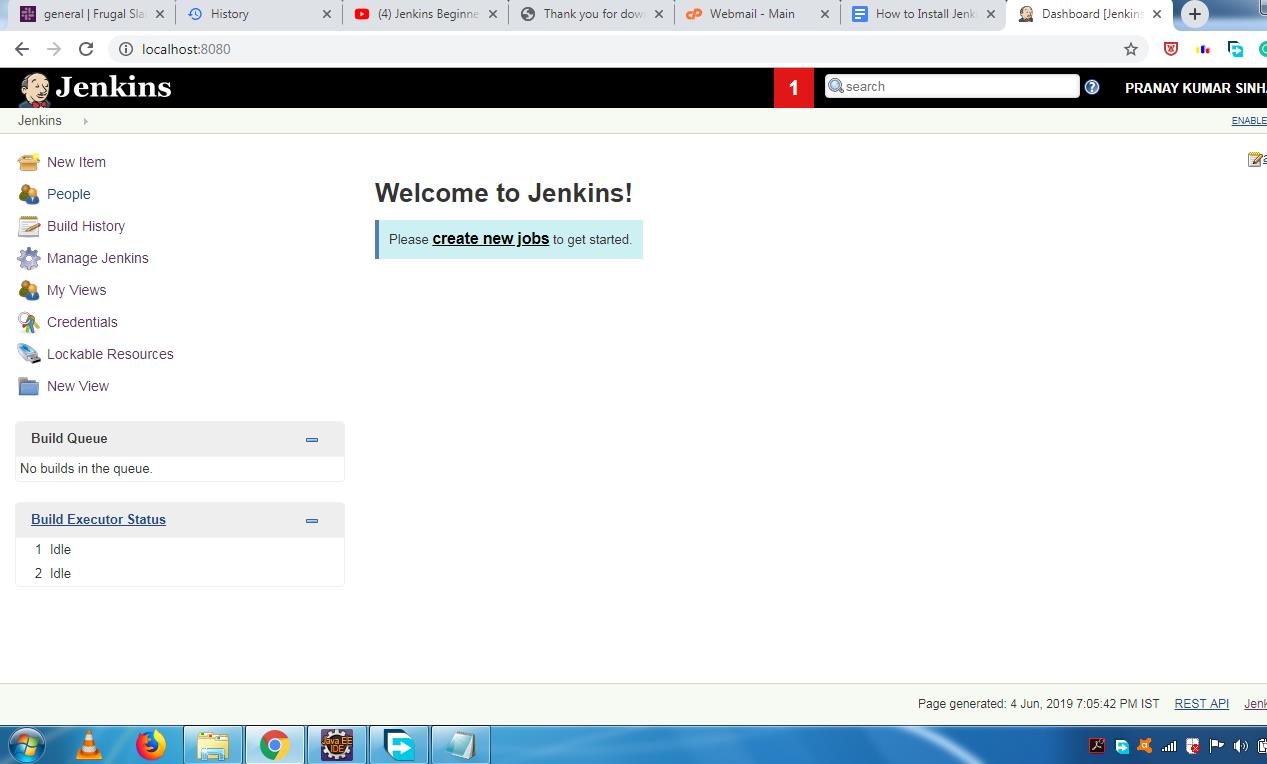 general | Frugal Sla
History
(4) Jenkins Beginne
Thank you for dow
Webmail - Main
How to Install Jenk
Dashboard [Jenkins
localhost:8080
Jenkins
1
search
PRANAY KUMAR SINH
Jenkins
ENABLE
New Item
People
Build History
Manage Jenkins
My Views
Credentials
Lockable Resources
New View
Welcome to Jenkins!
Please create new jobs to get started.
Build Queue
No builds in the queue.
Build Executor Status
1 Idle
2 Idle
Page generated: 4 Jun, 2019 7:05:42 PM IST REST API Jenk
Java EE
IDE